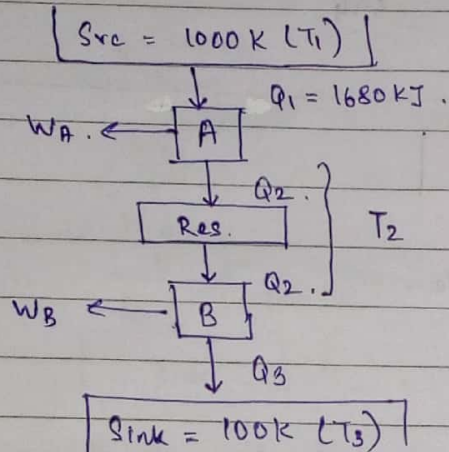 Src = 1000 K (T1)
Q1 = 1680 KJ.
WA.
A
Q2.
Res.
T2
Q2.
WB
B
Q3
Sink = 100K (T3)